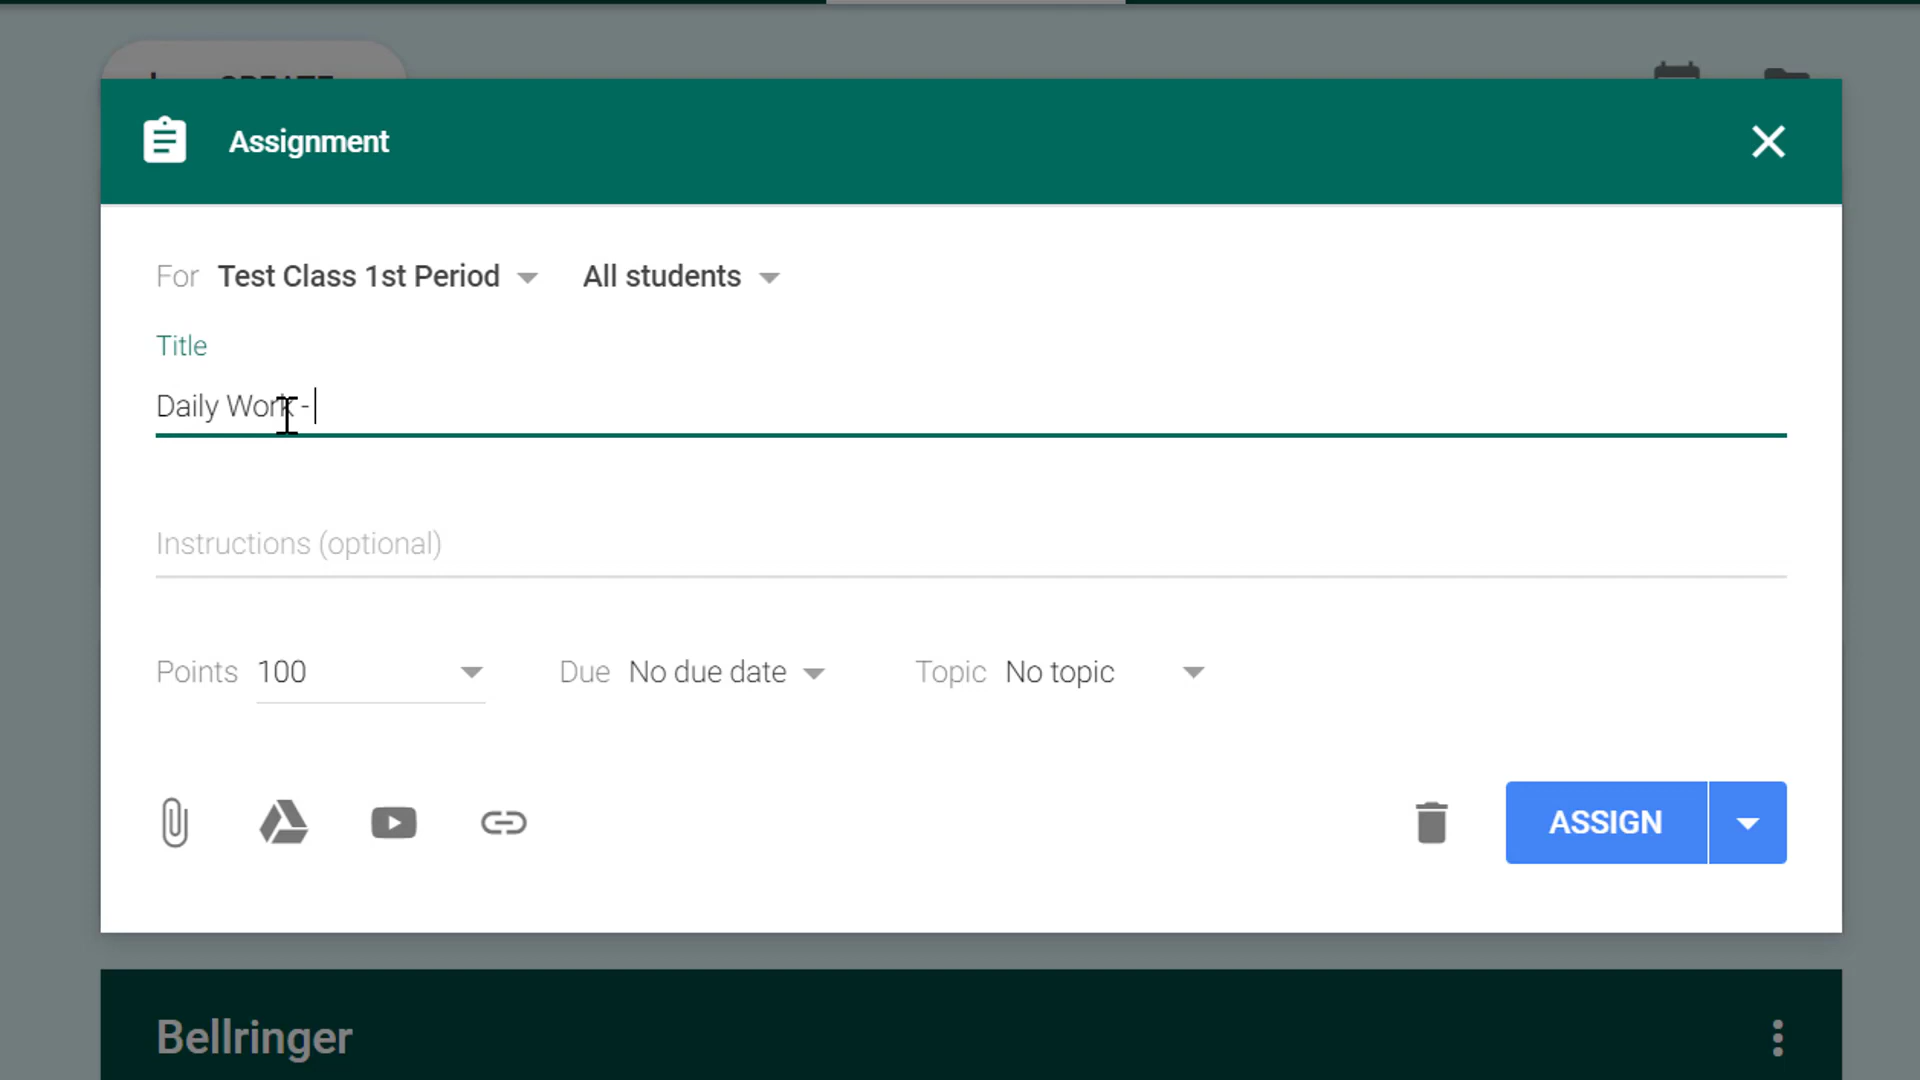 CREATE
Assignment
For Test Class 1st Period All students
Title
Daily Work -
Instructions (optional)
Points 100 Due No due date Topic No topic
ASSIGN
Bellringer